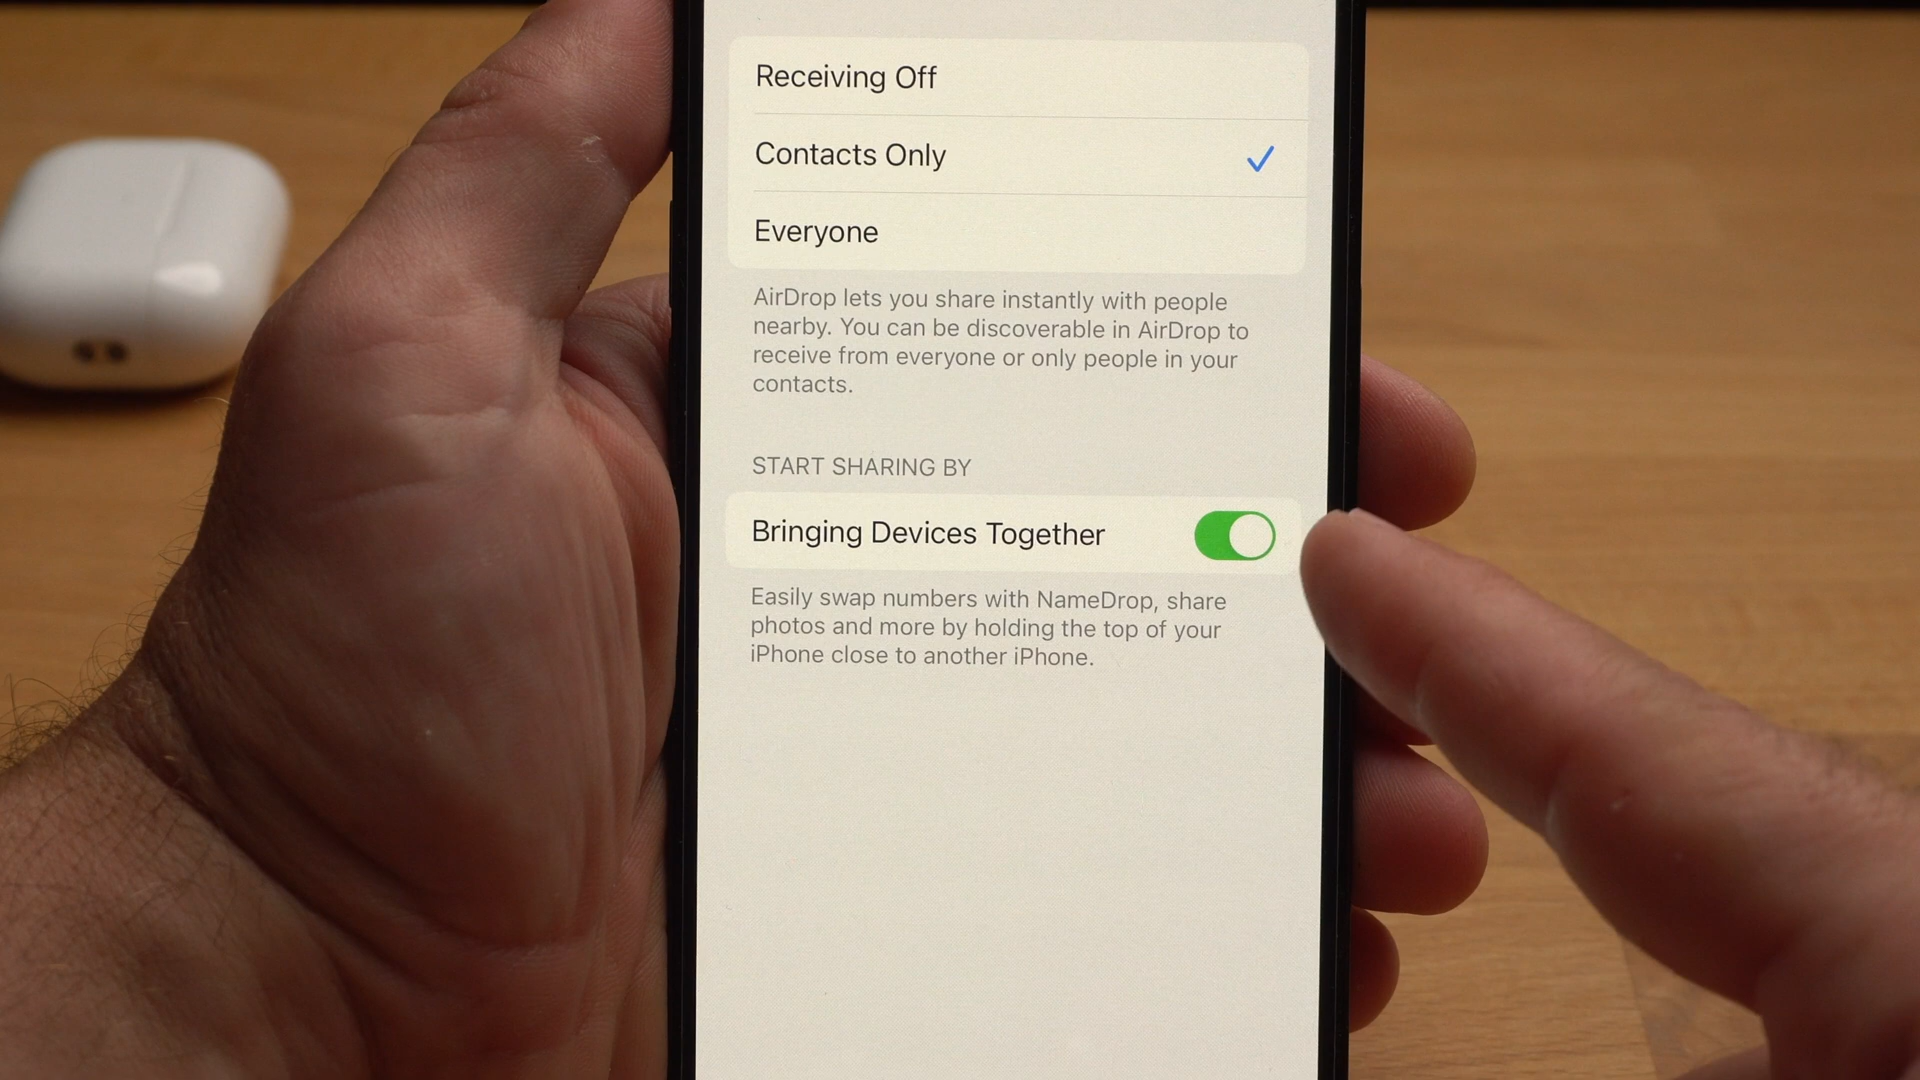 Receiving Off
Contacts Only
Everyone
AirDrop lets you share instantly with people
nearby. You can be discoverable in AirDrop to
receive from everyone or only people in your
contacts.
START SHARING BY
Bringing Devices Together
Easily swap numbers with NameDrop, share
photos and more by holding the top of your
iPhone close to another iPhone.